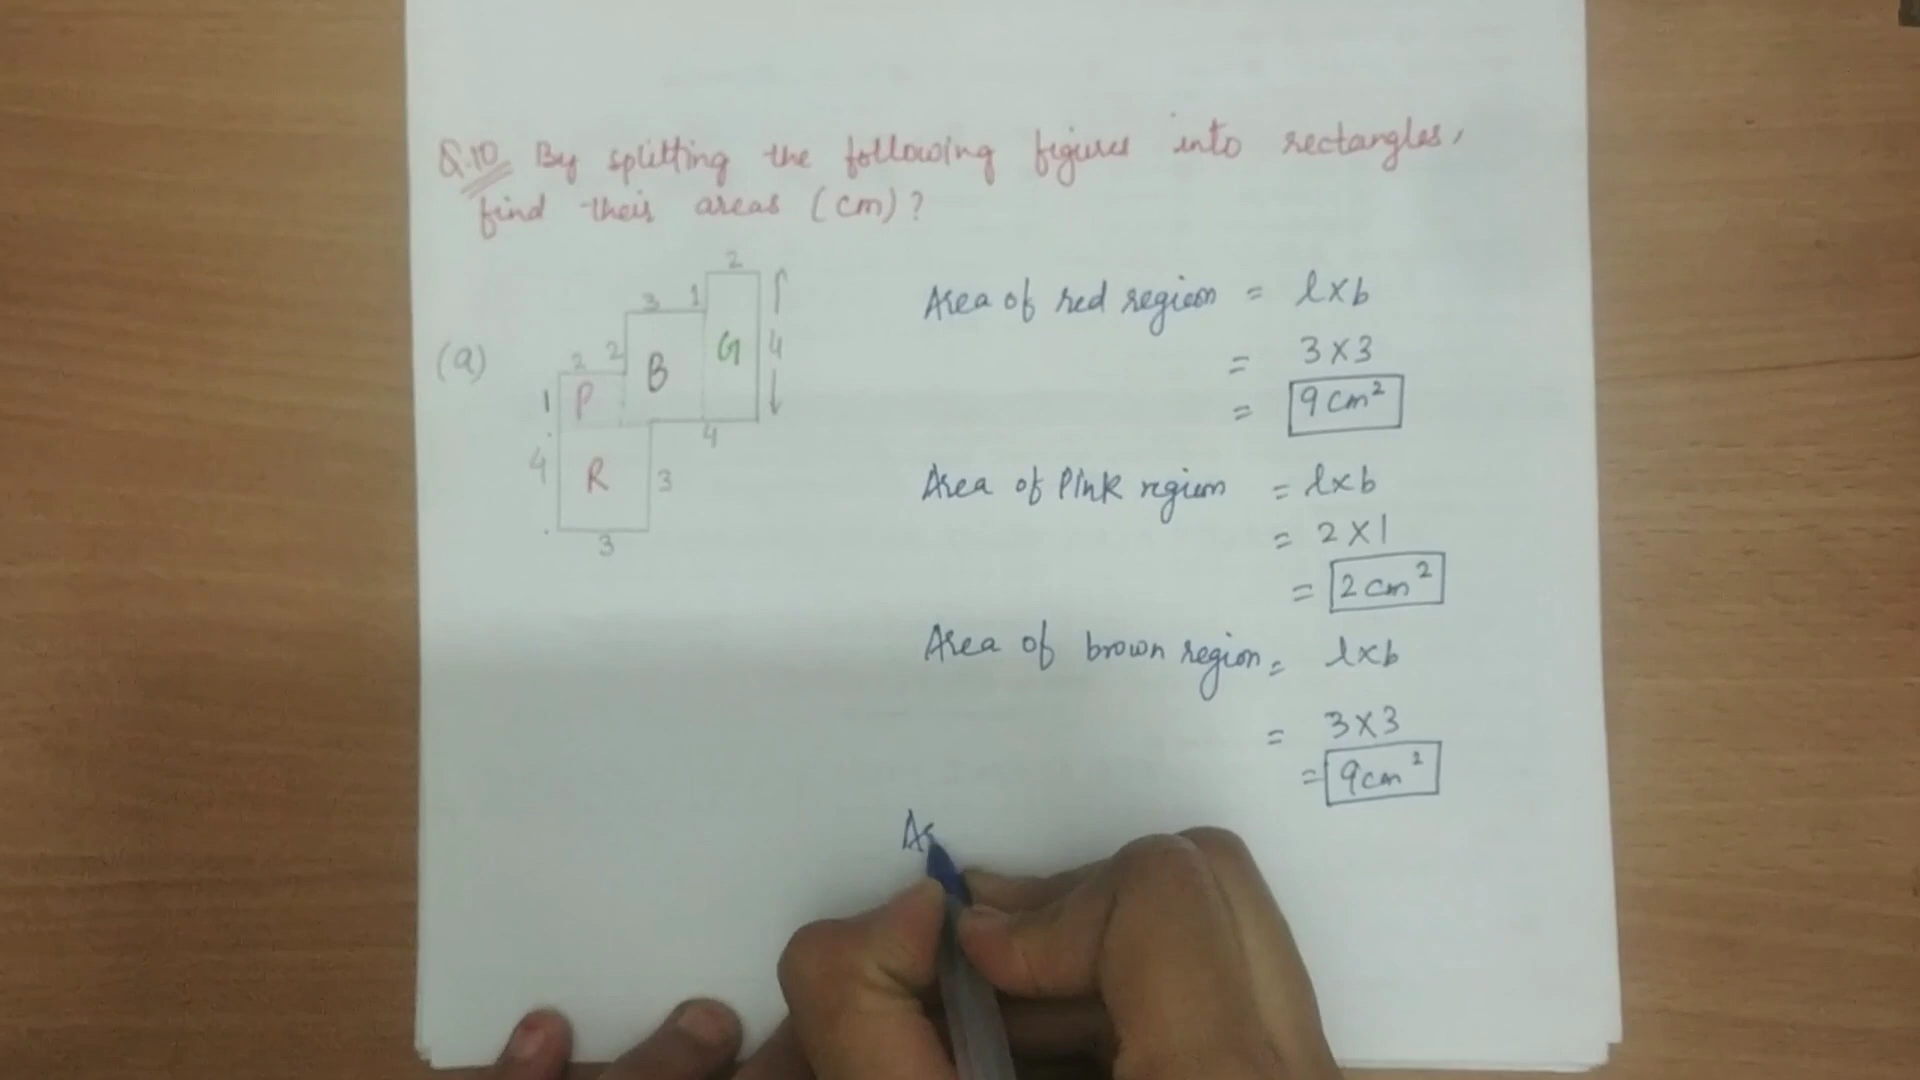 Q.10 By splitting the following figures into rectangles,
find their areas (cm)?
(a)
2
3 1
2 2
B G 4
1 P
4
4 R 3
3
Area of red region = l×b
= 3×3
= 9 cm²
Area of Pink region = l×b
= 2×1
= 2 cm²
Area of brown region = l×b
= 3×3
= 9cm²
Ar